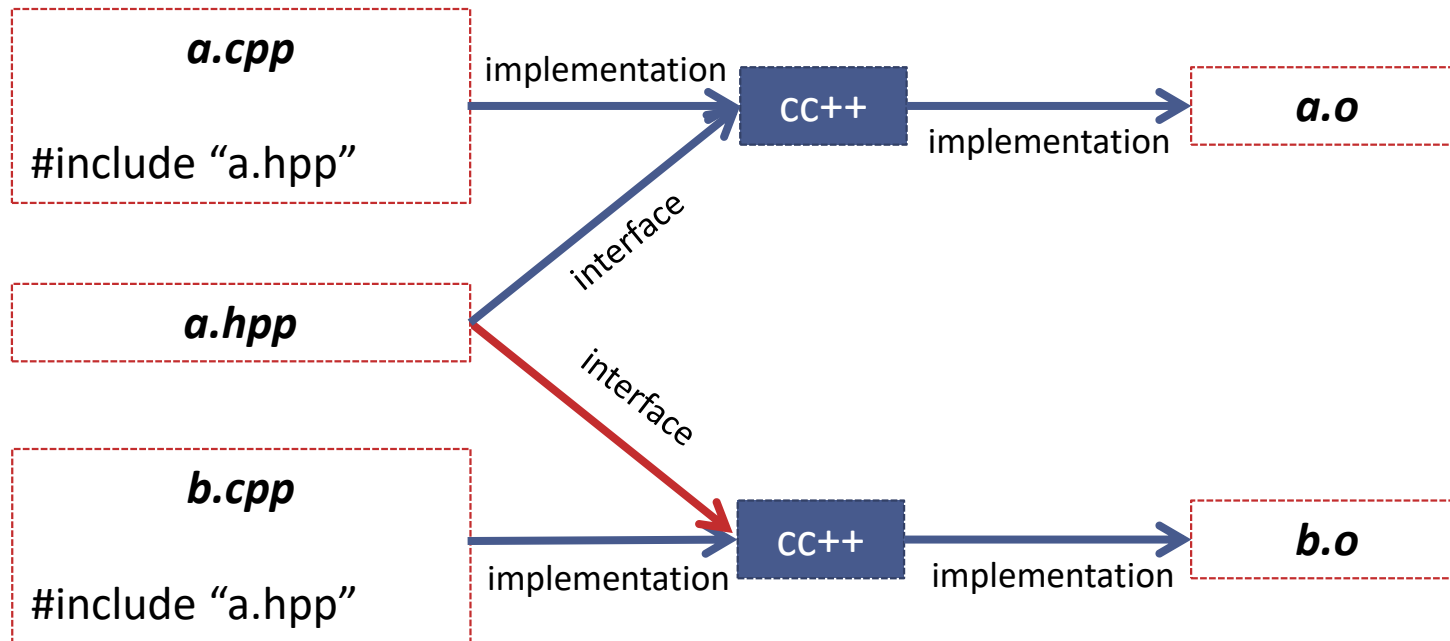 a.cpp
#include “a.hpp”
implementation
cc++
implementation
a.o
interface
a.hpp
interface
b.cpp
#include “a.hpp”
implementation
cc++
implementation
b.o